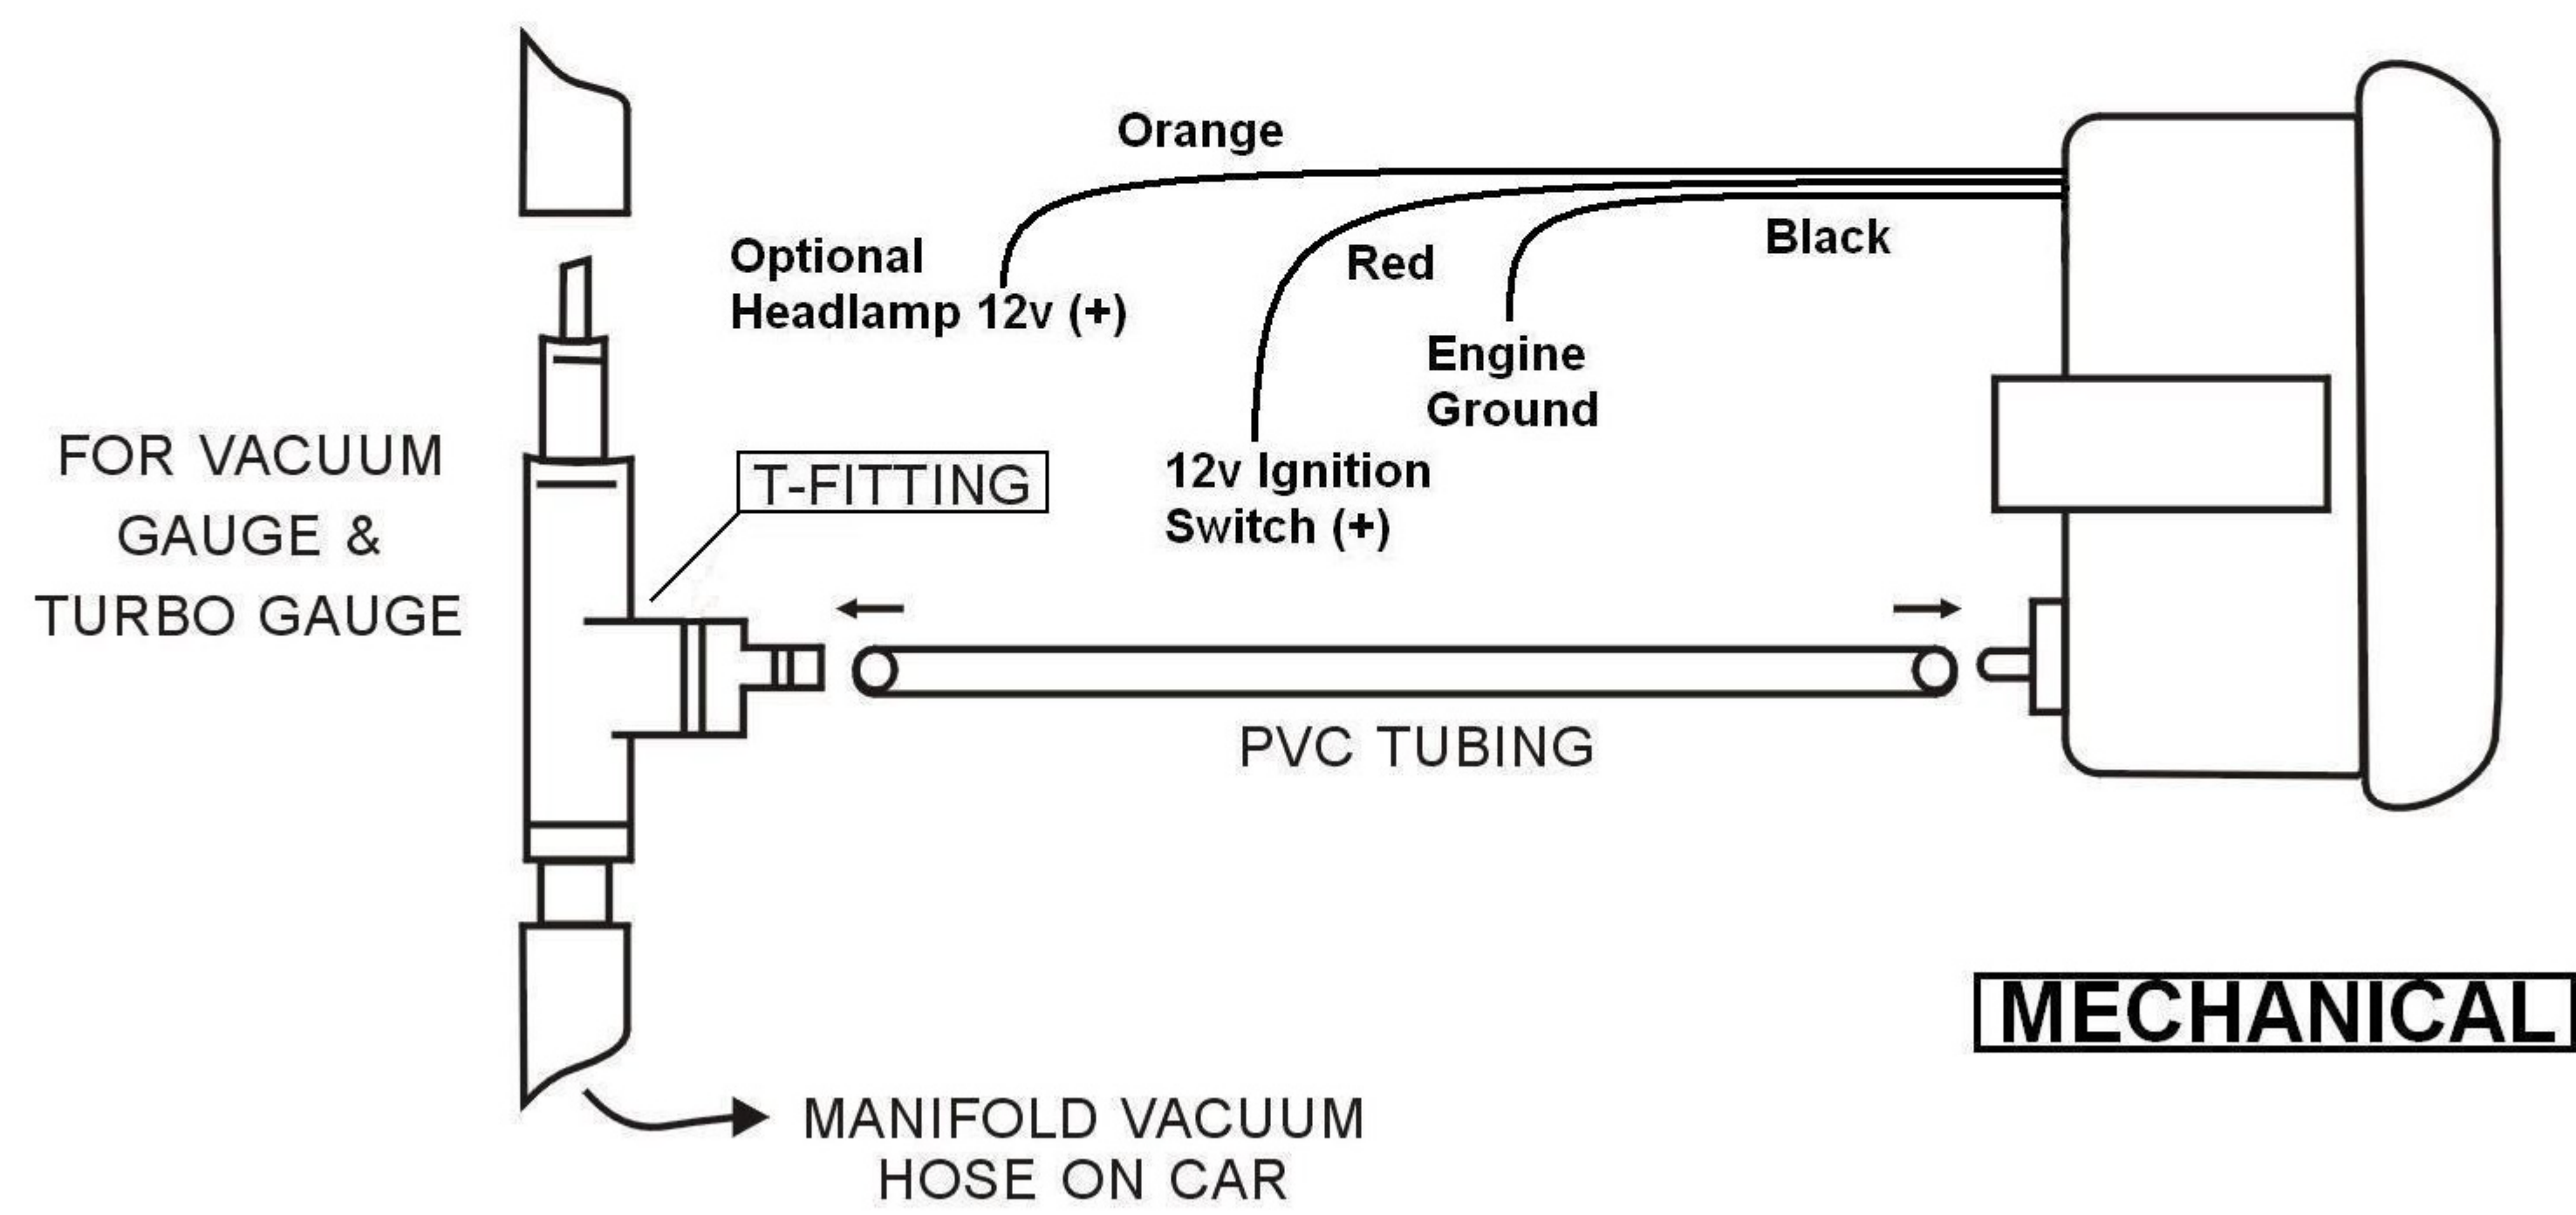 Orange
Optional
Headlamp 12v (+)
Red
Black
Engine
Ground
12v Ignition
Switch (+)
FOR VACUUM
GAUGE &
TURBO GAUGE
T-FITTING
PVC TUBING
MECHANICAL
MANIFOLD VACUUM
HOSE ON CAR